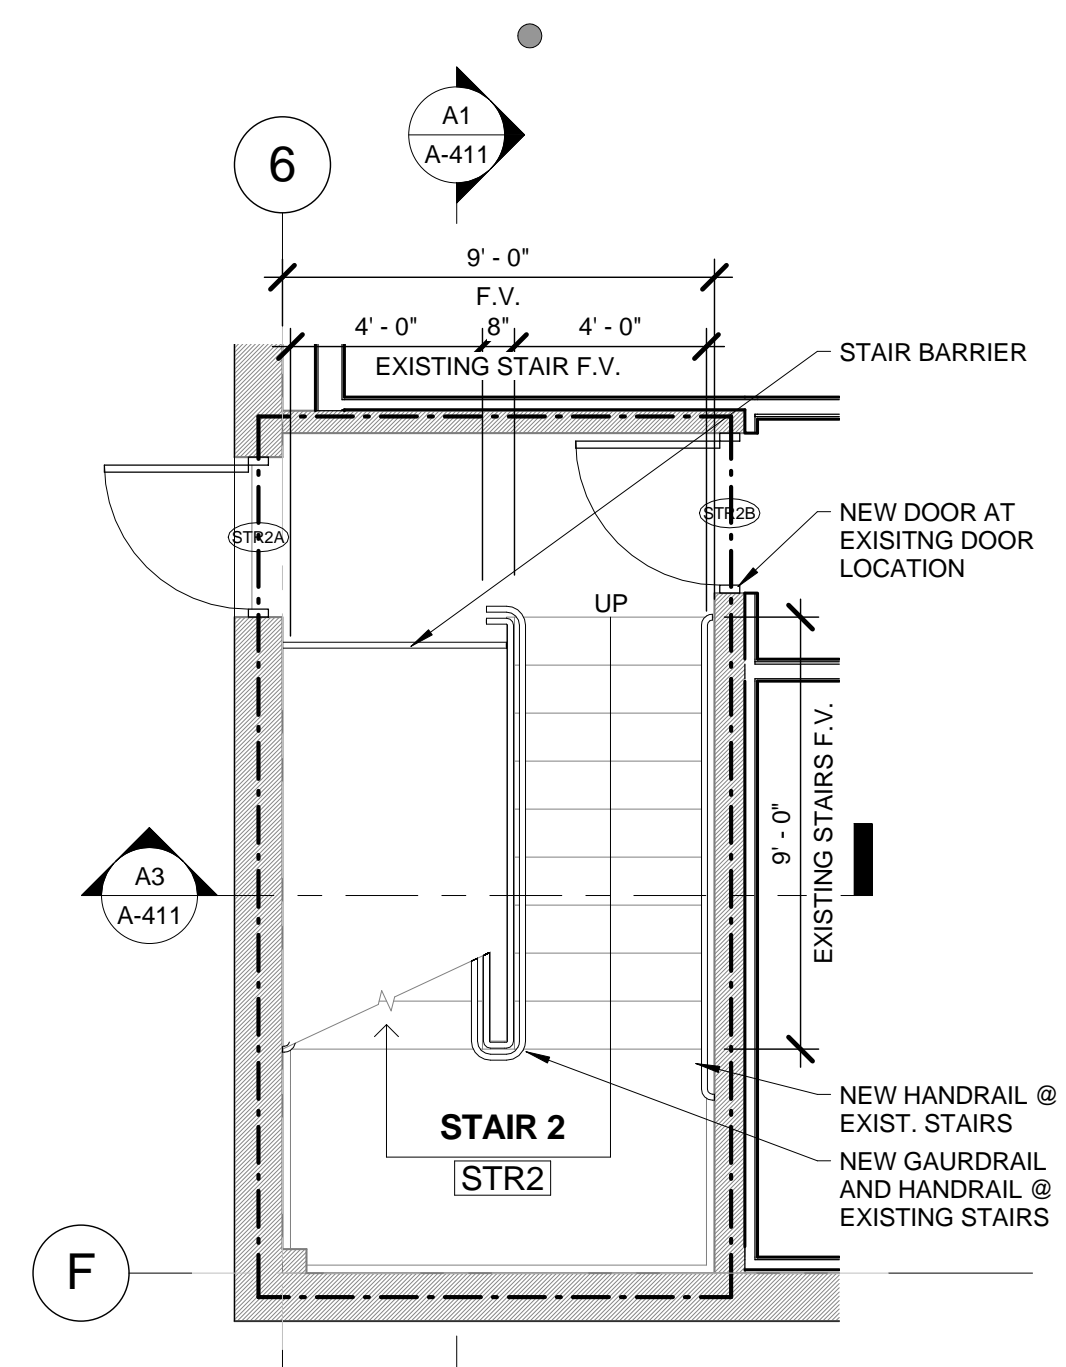 A1
A-411
6
9' - 0"
F.V.
4' - 0" 8" 4' - 0"
EXISTING STAIR F.V.
STAIR BARRIER
STR2A
STR2B
NEW DOOR AT
EXISITNG DOOR
LOCATION
UP
9' - 0"
EXISTING STAIRS F.V.
A3
A-411
NEW HANDRAIL @
EXIST. STAIRS
STAIR 2
STR2
NEW GAURDRAIL
AND HANDRAIL @
EXISTING STAIRS
F